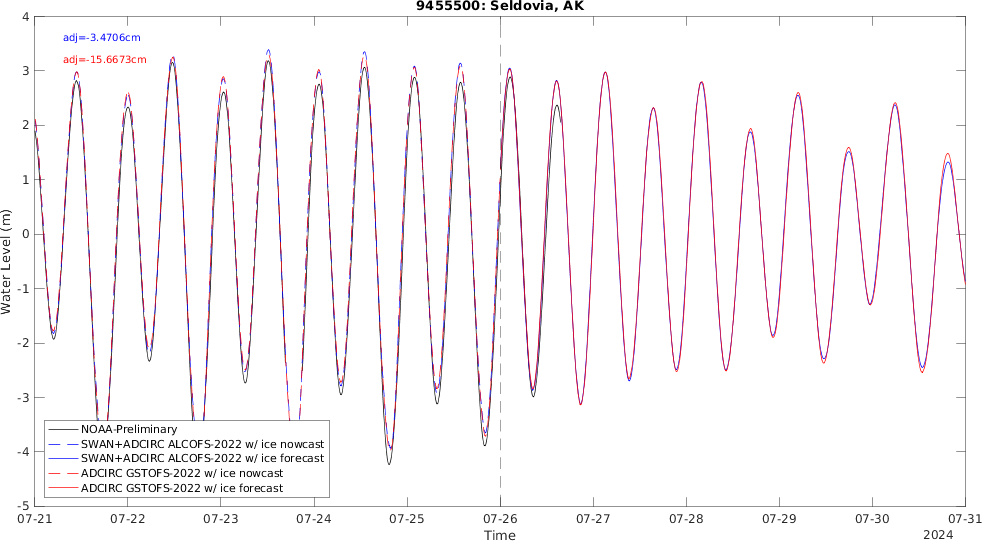 9455500: Seldovia, AK
adj=-3.4706cm
adj=-15.6673cm
4
3
2
1
0
-1
-2
-3
-4
-5
Water Level (m)
NOAA-Preliminary
SWAN+ADCIRC ALCOFS-2022 w/ ice nowcast
SWAN+ADCIRC ALCOFS-2022 w/ ice forecast
ADCIRC GSTOFS-2022 w/ ice nowcast
ADCIRC GSTOFS-2022 w/ ice forecast
07-21 07-22 07-23 07-24 07-25 07-26 07-27 07-28 07-29 07-30 07-31
Time
2024